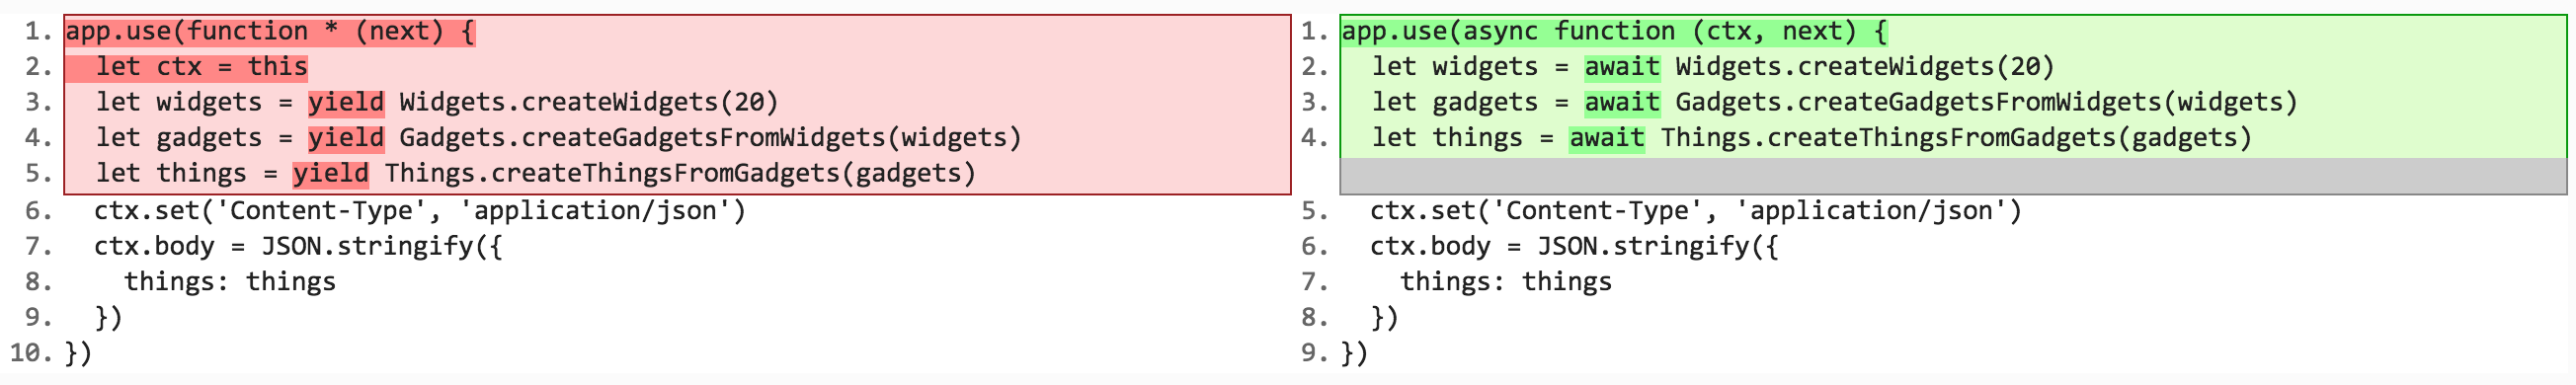 1. app.use(function * (next) {
2.   let ctx = this
3.   let widgets = yield Widgets.createWidgets(20)
4.   let gadgets = yield Gadgets.createGadgetsFromWidgets(widgets)
5.   let things = yield Things.createThingsFromGadgets(gadgets)
6.   ctx.set('Content-Type', 'application/json')
7.   ctx.body = JSON.stringify({
8.     things: things
9.   })
10. })
1. app.use(async function (ctx, next) {
2.   let widgets = await Widgets.createWidgets(20)
3.   let gadgets = await Gadgets.createGadgetsFromWidgets(widgets)
4.   let things = await Things.createThingsFromGadgets(gadgets)
5.   ctx.set('Content-Type', 'application/json')
6.   ctx.body = JSON.stringify({
7.     things: things
8.   })
9. })